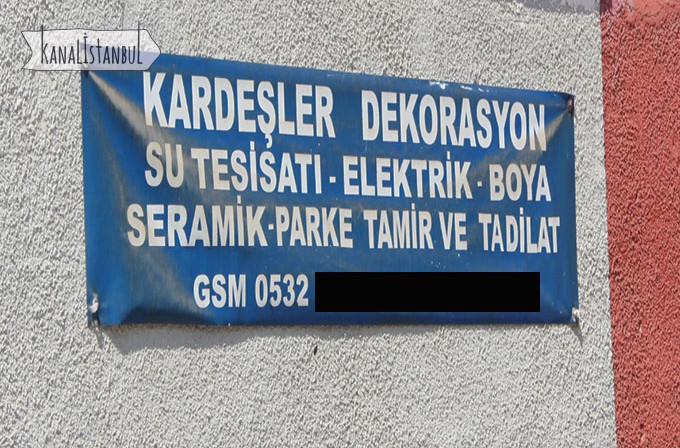 KANALİSTANBUL
KARDEŞLER DEKORASYON
SU TESİSATI - ELEKTRİK - BOYA
SERAMİK-PARKE TAMİR VE TADİLAT
GSM 0532